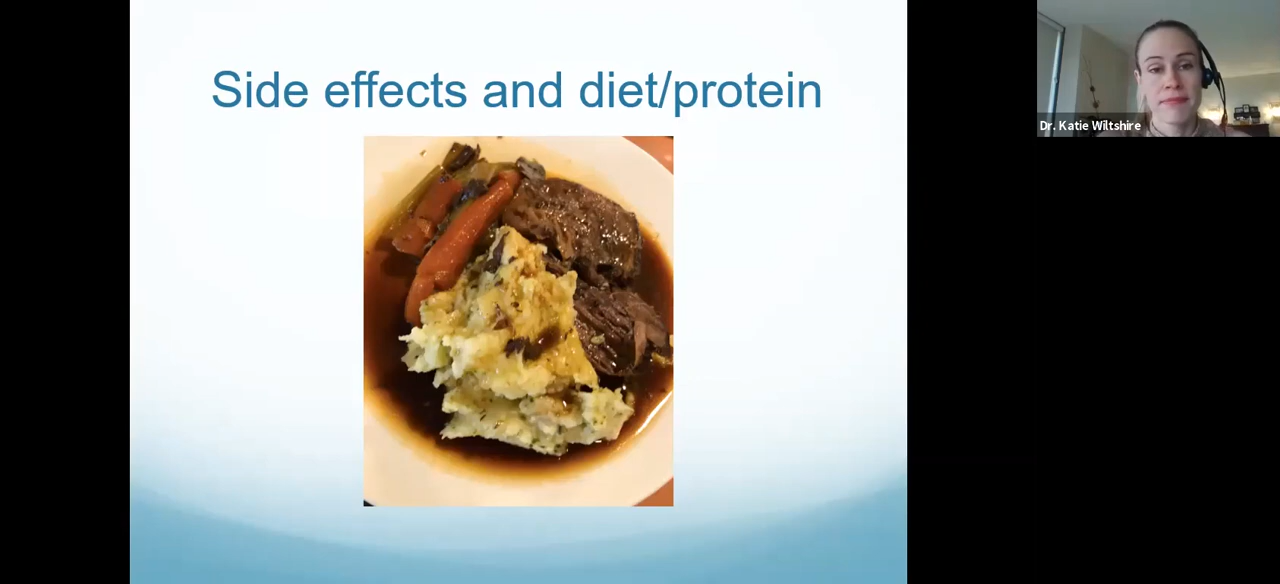 Side effects and diet/protein
Dr. Katie Wiltshire